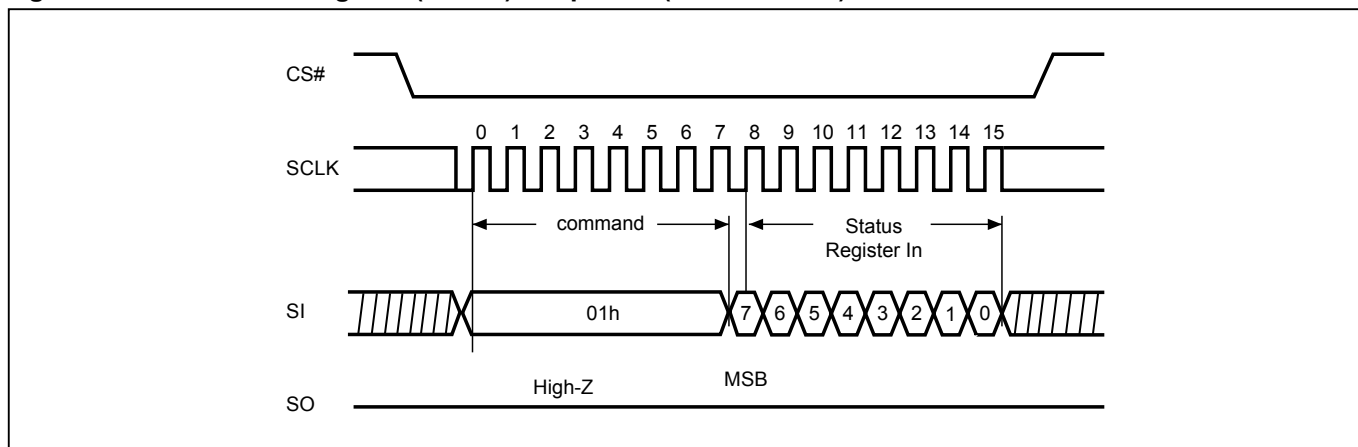 CS#
0 1 2 3 4 5 6 7 8 9 10 11 12 13 14 15
SCLK
command
Status
Register In
SI
01h
7 6 5 4 3 2 1 0
High-Z
MSB
SO